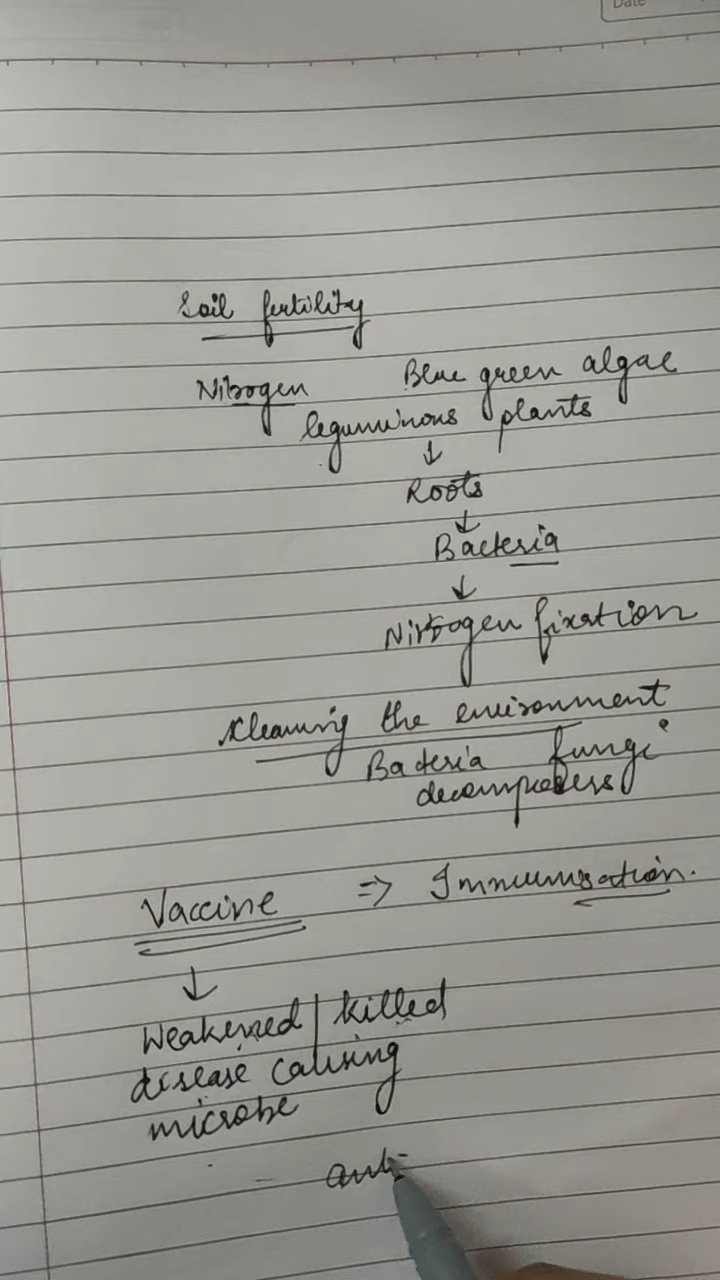 Date
Soil fertility
Nitrogen Blue green algae
leguminous plants
↓
Roots
↓
Bacteria
↓
Nitrogen fixation
Cleaning the environment
Bacteria fungi
decomposers
Vaccine ⇒ Immunisation.
↓
Weakened / killed
disease causing
microbe
anti